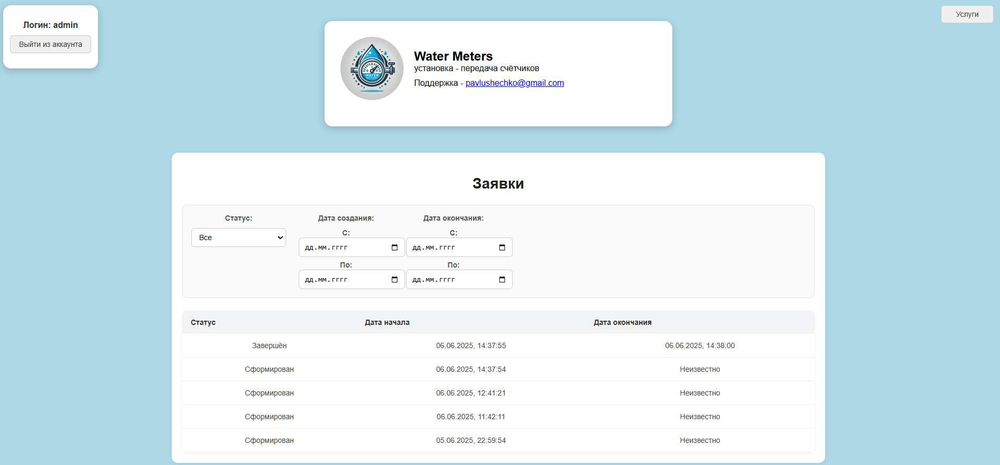 Логин: admin
Выйти из аккаунта
Услуги
WATER
METERS
Water Meters
установка - передача счётчиков
Поддержка - pavlushechko@gmail.com
Заявки
Статус: Дата создания: Дата окончания:
С: С:
Все дд.мм.гггг дд.мм.гггг
По: По:
дд.мм.гггг дд.мм.гггг
Статус Дата начала Дата окончания
Завершён 06.06.2025, 14:37:55 06.06.2025, 14:38:00
Сформирован 06.06.2025, 14:37:54 Неизвестно
Сформирован 06.06.2025, 12:41:21 Неизвестно
Сформирован 06.06.2025, 11:42:11 Неизвестно
Сформирован 05.06.2025, 22:59:54 Неизвестно